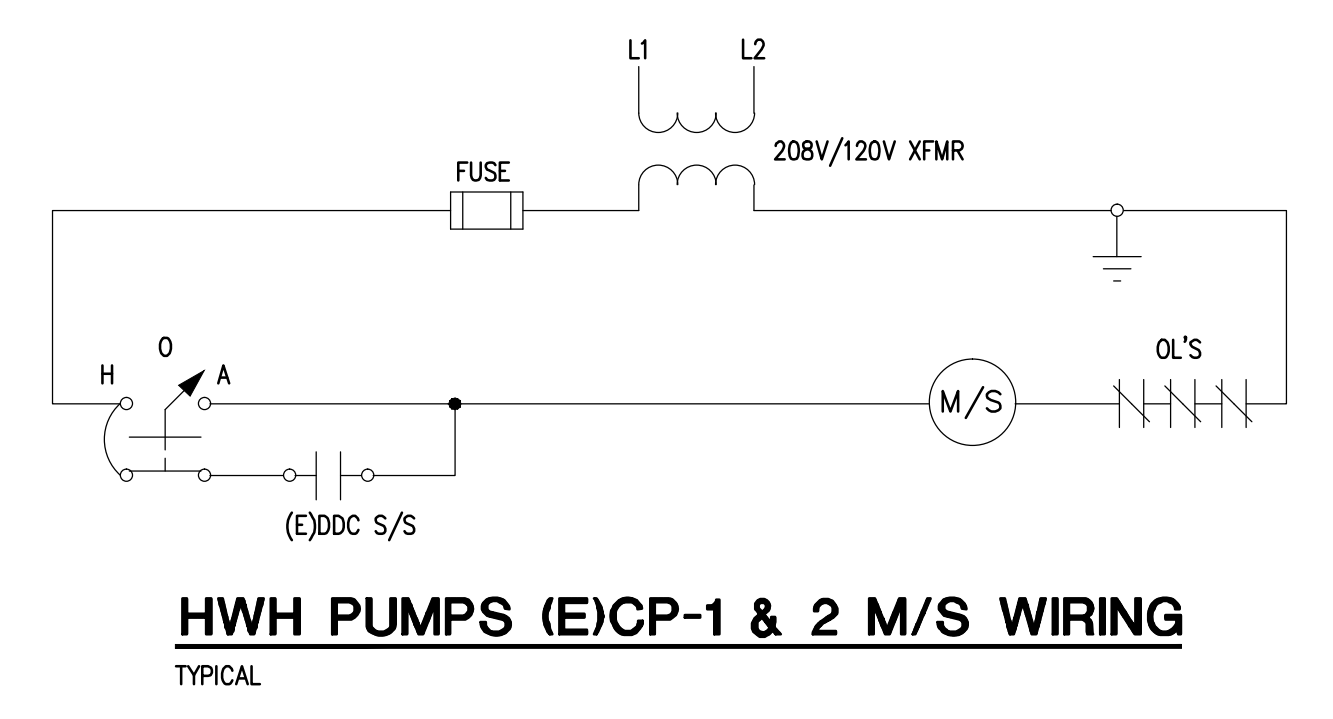 L1 L2
208V/120V XFMR
FUSE
O
H A
OL'S
M/S
(E)DDC S/S
HWH PUMPS (E)CP-1 & 2 M/S WIRING
TYPICAL